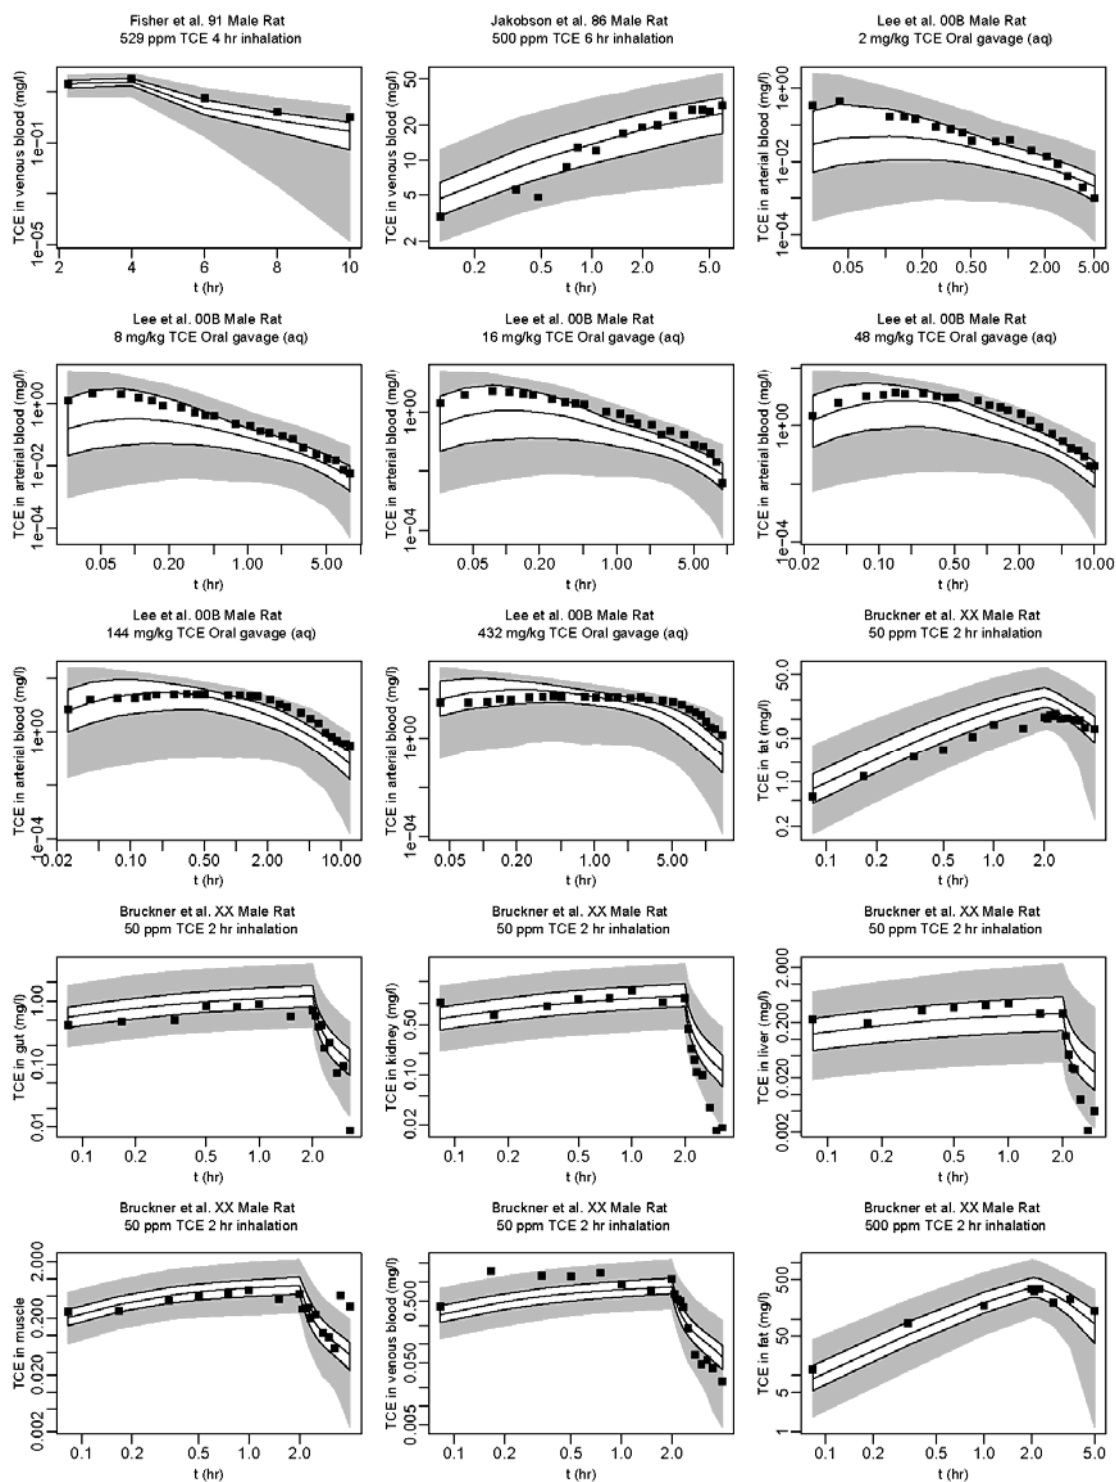 Fisher et al. 91 Male Rat
529 ppm TCE 4 hr inhalation
TCE in venous blood (mg/l)
1e-01
1e-05
2 4 6 8 10
t (hr)
Jakobson et al. 86 Male Rat
500 ppm TCE 6 hr inhalation
TCE in venous blood (mg/l)
50
20
10
5
2
0.2 0.5 1.0 2.0 5.0
t (hr)
Lee et al. 00B Male Rat
2 mg/kg TCE Oral gavage (aq)
TCE in arterial blood (mg/l)
1e+00
1e-02
1e-04
0.05 0.20 0.50 2.00 5.00
t (hr)
Lee et al. 00B Male Rat
8 mg/kg TCE Oral gavage (aq)
TCE in arterial blood (mg/l)
1e+00
1e-02
1e-04
0.05 0.20 1.00 5.00
t (hr)
Lee et al. 00B Male Rat
16 mg/kg TCE Oral gavage (aq)
TCE in arterial blood (mg/l)
1e+00
1e-04
0.05 0.20 1.00 5.00
t (hr)
Lee et al. 00B Male Rat
48 mg/kg TCE Oral gavage (aq)
TCE in arterial blood (mg/l)
1e+00
1e-04
0.02 0.10 0.50 2.00 10.00
t (hr)
Lee et al. 00B Male Rat
144 mg/kg TCE Oral gavage (aq)
TCE in arterial blood (mg/l)
1e+00
1e-04
0.02 0.10 0.50 2.00 10.00
t (hr)
Lee et al. 00B Male Rat
432 mg/kg TCE Oral gavage (aq)
TCE in arterial blood (mg/l)
1e+00
1e-04
0.05 0.20 1.00 5.00
t (hr)
Bruckner et al. XX Male Rat
50 ppm TCE 2 hr inhalation
TCE in fat (mg/l)
50.0
5.0
1.0
0.2
0.1 0.2 0.5 1.0 2.0
t (hr)
Bruckner et al. XX Male Rat
50 ppm TCE 2 hr inhalation
TCE in gut (mg/l)
1.00
0.10
0.01
0.1 0.2 0.5 1.0 2.0
t (hr)
Bruckner et al. XX Male Rat
50 ppm TCE 2 hr inhalation
TCE in kidney (mg/l)
0.50
0.10
0.02
0.1 0.2 0.5 1.0 2.0
t (hr)
Bruckner et al. XX Male Rat
50 ppm TCE 2 hr inhalation
TCE in liver (mg/l)
2.000
0.200
0.020
0.002
0.1 0.2 0.5 1.0 2.0
t (hr)
Bruckner et al. XX Male Rat
50 ppm TCE 2 hr inhalation
TCE in muscle
2.000
0.200
0.020
0.002
0.1 0.2 0.5 1.0 2.0
t (hr)
Bruckner et al. XX Male Rat
50 ppm TCE 2 hr inhalation
TCE in venous blood (mg/l)
0.500
0.050
0.005
0.1 0.2 0.5 1.0 2.0
t (hr)
Bruckner et al. XX Male Rat
500 ppm TCE 2 hr inhalation
TCE in fat (mg/l)
500
50
5
1
0.1 0.2 0.5 1.0 2.0 5.0
t (hr)